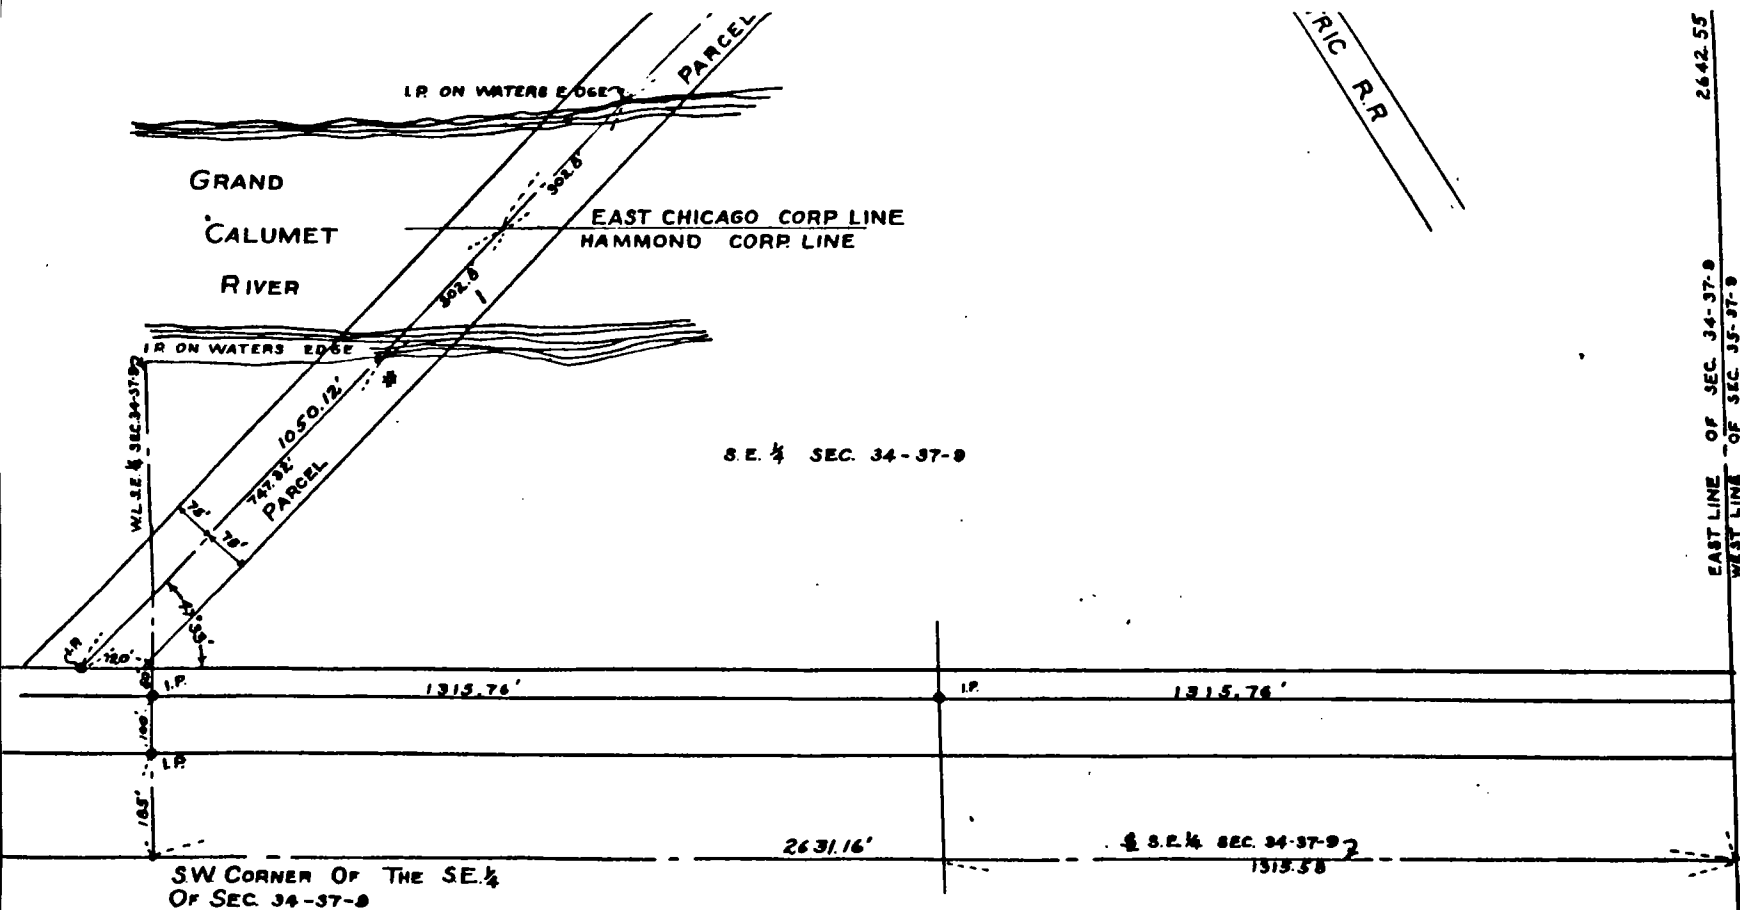 PARCEL
RIC R.R
2642.55
I.P. ON WATERS EDGE
302.8'
GRAND
CALUMET
RIVER
EAST CHICAGO CORP LINE
HAMMOND CORP. LINE
302.8'
I
I.P. ON WATERS EDGE
W.L.S.E. ¼ SEC. 34-37-9
1050.12'
747.32'
PARCEL
75'
75'
S.E. ¼ SEC. 34-37-9
EAST LINE OF SEC. 34-37-9
WEST LINE OF SEC. 35-37-9
I.P.
120'
I.P.
1315.76'
I.P.
1315.76'
100'
I.P.
185'
2631.16'
S.E. ¼ SEC. 34-37-9
1315.58
S.W. CORNER OF THE S.E. ¼
OF SEC. 34-37-9